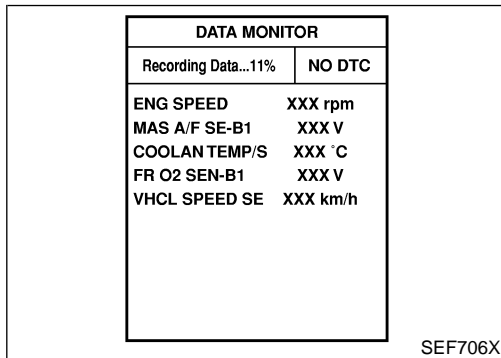 DATA MONITOR
Recording Data...11% NO DTC
ENG SPEED XXX rpm
MAS A/F SE-B1 XXX V
COOLAN TEMP/S XXX °C
FR O2 SEN-B1 XXX V
VHCL SPEED SE XXX km/h
SEF706X